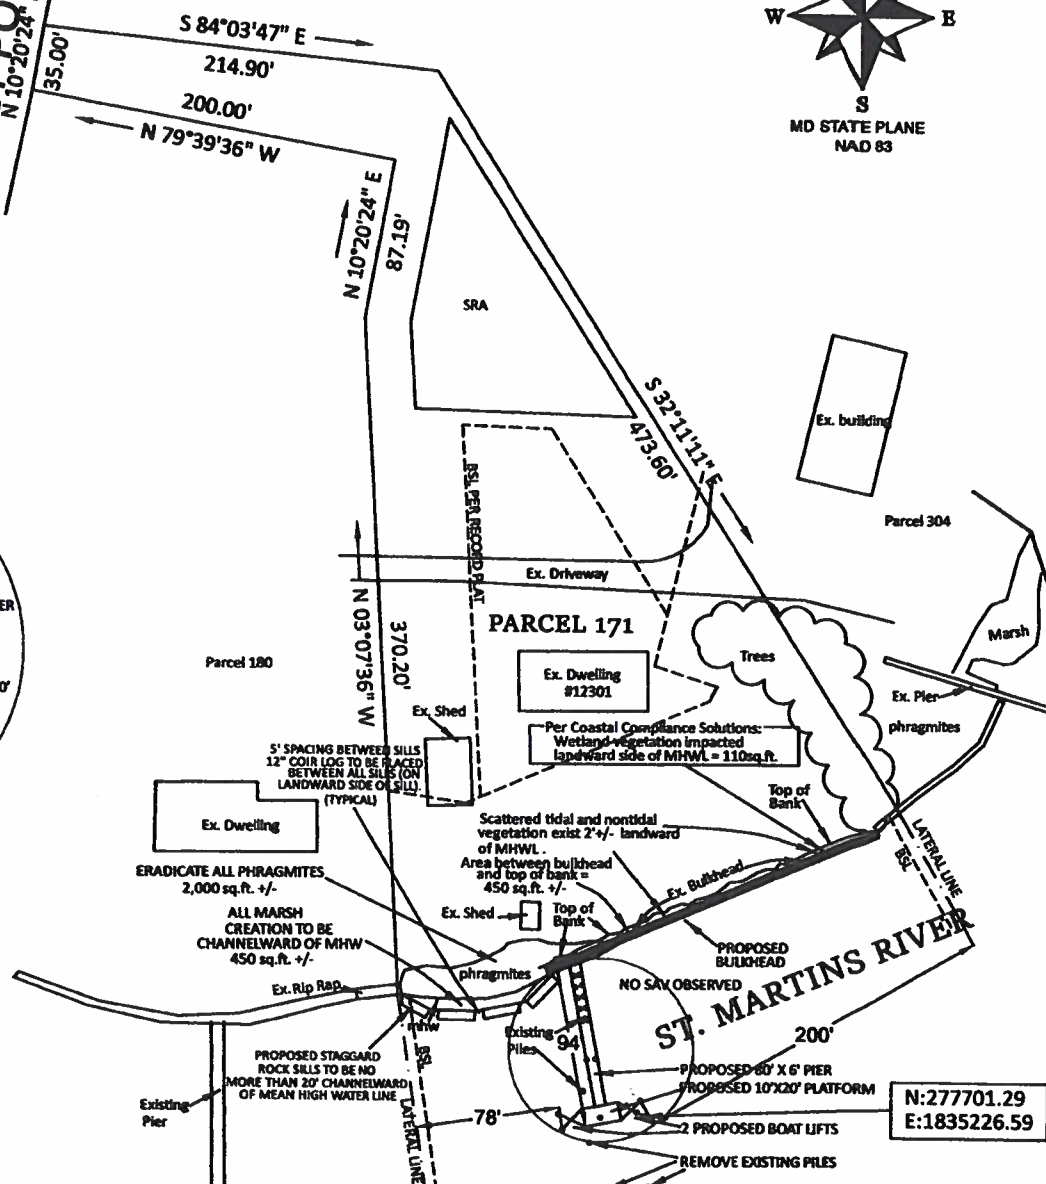 S 84°03'47" E
214.90'
200.00'
N 79°39'36" W
N 10°20'24"
35.00'
W
E
S
MD STATE PLANE
NAD 83
N 10°20'24" E
87.19'
SRA
S 32°11'11" E
473.60'
Ex. building
Parcel 304
BSL PER RECORD PLAT
Ex. Driveway
PARCEL 171
N 03°07'36" W
370.20'
Parcel 180
Ex. Dwelling
#12301
Trees
Marsh
Ex. Pier
phragmites
ER
0'
Ex. Shed
Per Coastal Compliance Solutions:
Wetland vegetation impacted
landward side of MHWL = 110sq.ft.
5' SPACING BETWEEN SILLS
12" COIR LOG TO BE PLACED
BETWEEN ALL SILLS (ON
LANDWARD SIDE OF SILL).
(TYPICAL)
Top of
Bank
Ex. Dwelling
Scattered tidal and nontidal
vegetation exist 2'+/- landward
of MHWL .
Area between bulkhead
and top of bank =
450 sq.ft. +/-
Ex. Bulkhead
LATERAL LINE
BSL
ERADICATE ALL PHRAGMITES
2,000 sq.ft. +/-
Ex. Shed
Top of
Bank
ALL MARSH
CREATION TO BE
CHANNELWARD OF MHW
450 sq.ft. +/-
PROPOSED
BULKHEAD
phragmites
NO SAV OBSERVED
ST. MARTINS RIVER
Ex. Rip Rap
mhw
Existing
Piles
94
200'
PROPOSED STAGGARD
ROCK SILLS TO BE NO
MORE THAN 20' CHANNELWARD
OF MEAN HIGH WATER LINE
BSL
LATERAL LINE
PROPOSED 80' X 6' PIER
PROPOSED 10'X20' PLATFORM
Existing
Pier
78'
2 PROPOSED BOAT LIFTS
N:277701.29
E:1835226.59
REMOVE EXISTING PILES